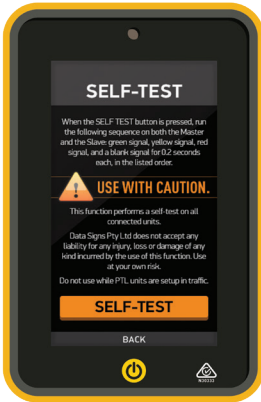 SELF-TEST
When the SELF TEST button is pressed, run
the following sequence on both the Master
and the Slave: green signal, yellow signal, red
signal, and a blank signal for 0.2 seconds
each, in the listed order.
USE WITH CAUTION.
This function performs a self-test on all
connected units.
Data Signs Pty Ltd does not accept any
liability for any injury, loss or damage of any
kind incurred by the use of this function. Use
at your own risk.
Do not use while PTL units are setup in traffic.
SELF-TEST
BACK
N30333